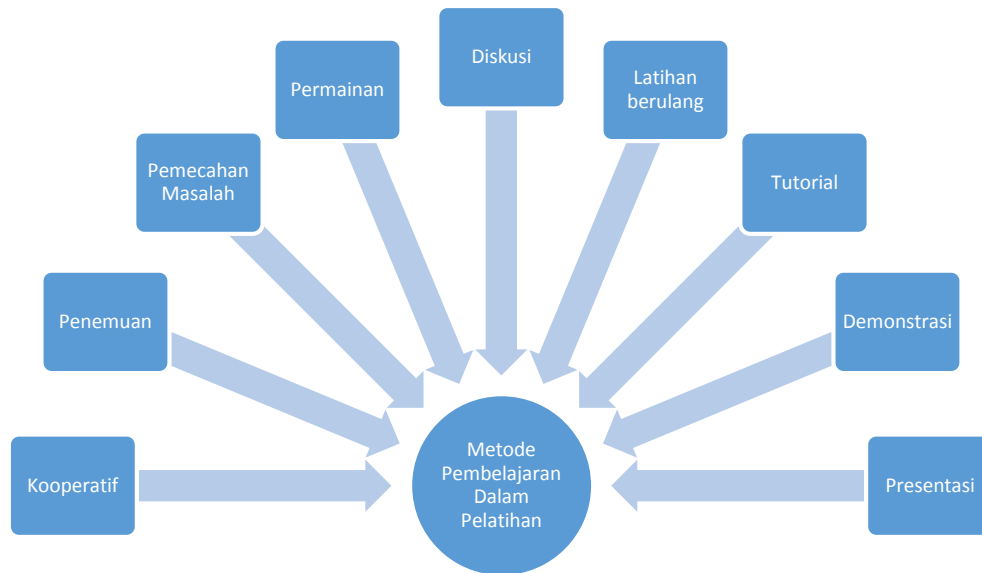 Kooperatif
Penemuan
Pemecahan
Masalah
Permainan
Diskusi
Latihan
berulang
Tutorial
Demonstrasi
Presentasi
Metode
Pembelajaran
Dalam
Pelatihan